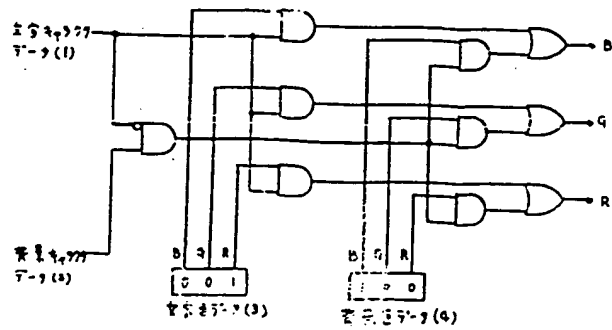 文字キャラクタ
データ(1)
B
G
R
背景キャラクタ
データ(2)
B G R
0 0 1
文字色データ(3)
B G R
1 0 0
背景色データ(4)